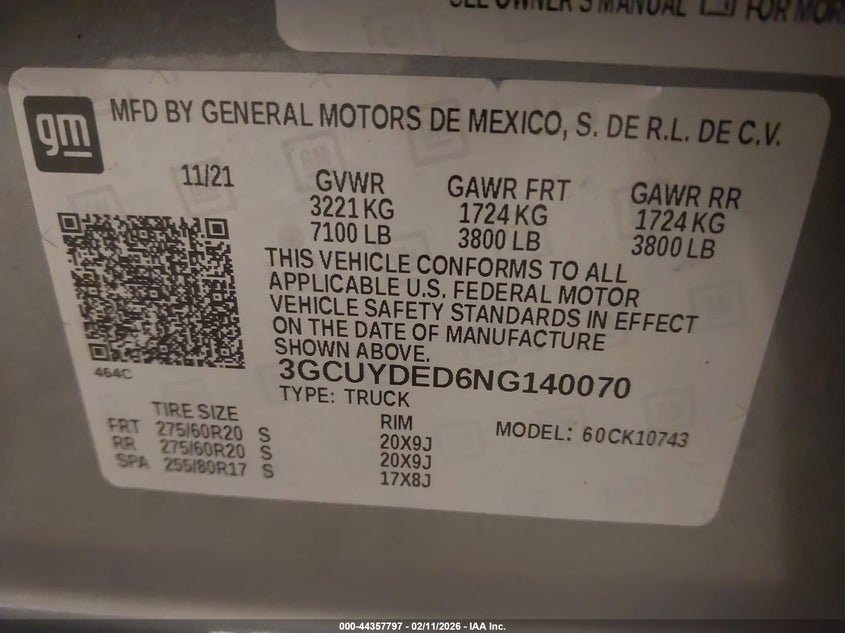 SEE OWNER'S MANUAL FOR MOR
gm
MFD BY GENERAL MOTORS DE MEXICO, S. DE R.L. DE C.V.
11/21
GVWR GAWR FRT GAWR RR
3221 KG 1724 KG 1724 KG
7100 LB 3800 LB 3800 LB
THIS VEHICLE CONFORMS TO ALL
APPLICABLE U.S. FEDERAL MOTOR
VEHICLE SAFETY STANDARDS IN EFFECT
ON THE DATE OF MANUFACTURE
SHOWN ABOVE.
464C
3GCUYDED6NG140070
TYPE: TRUCK
TIRE SIZE RIM MODEL: 60CK10743
FRT 275/60R20 S 20X9J
RR 275/60R20 S 20X9J
SPA 255/80R17 S 17X8J
000-44357797 - 02/11/2026 - IAA Inc.